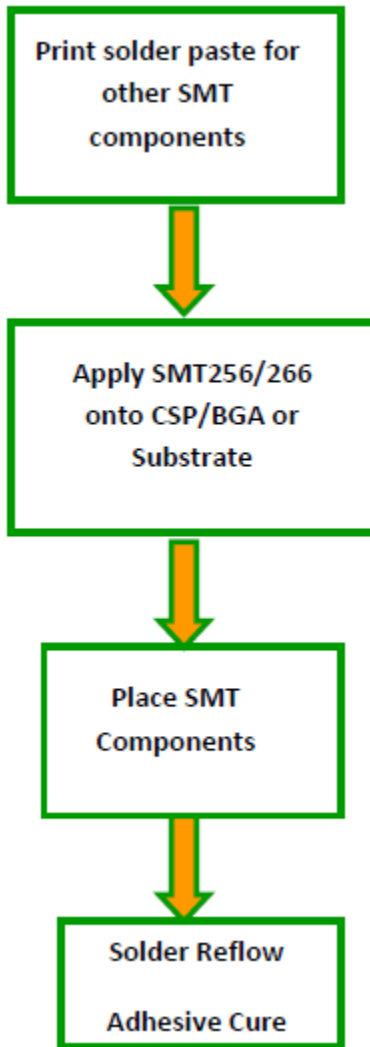 Print solder paste for
other SMT
components
Apply SMT256/266
onto CSP/BGA or
Substrate
Place SMT
Components
Solder Reflow
Adhesive Cure